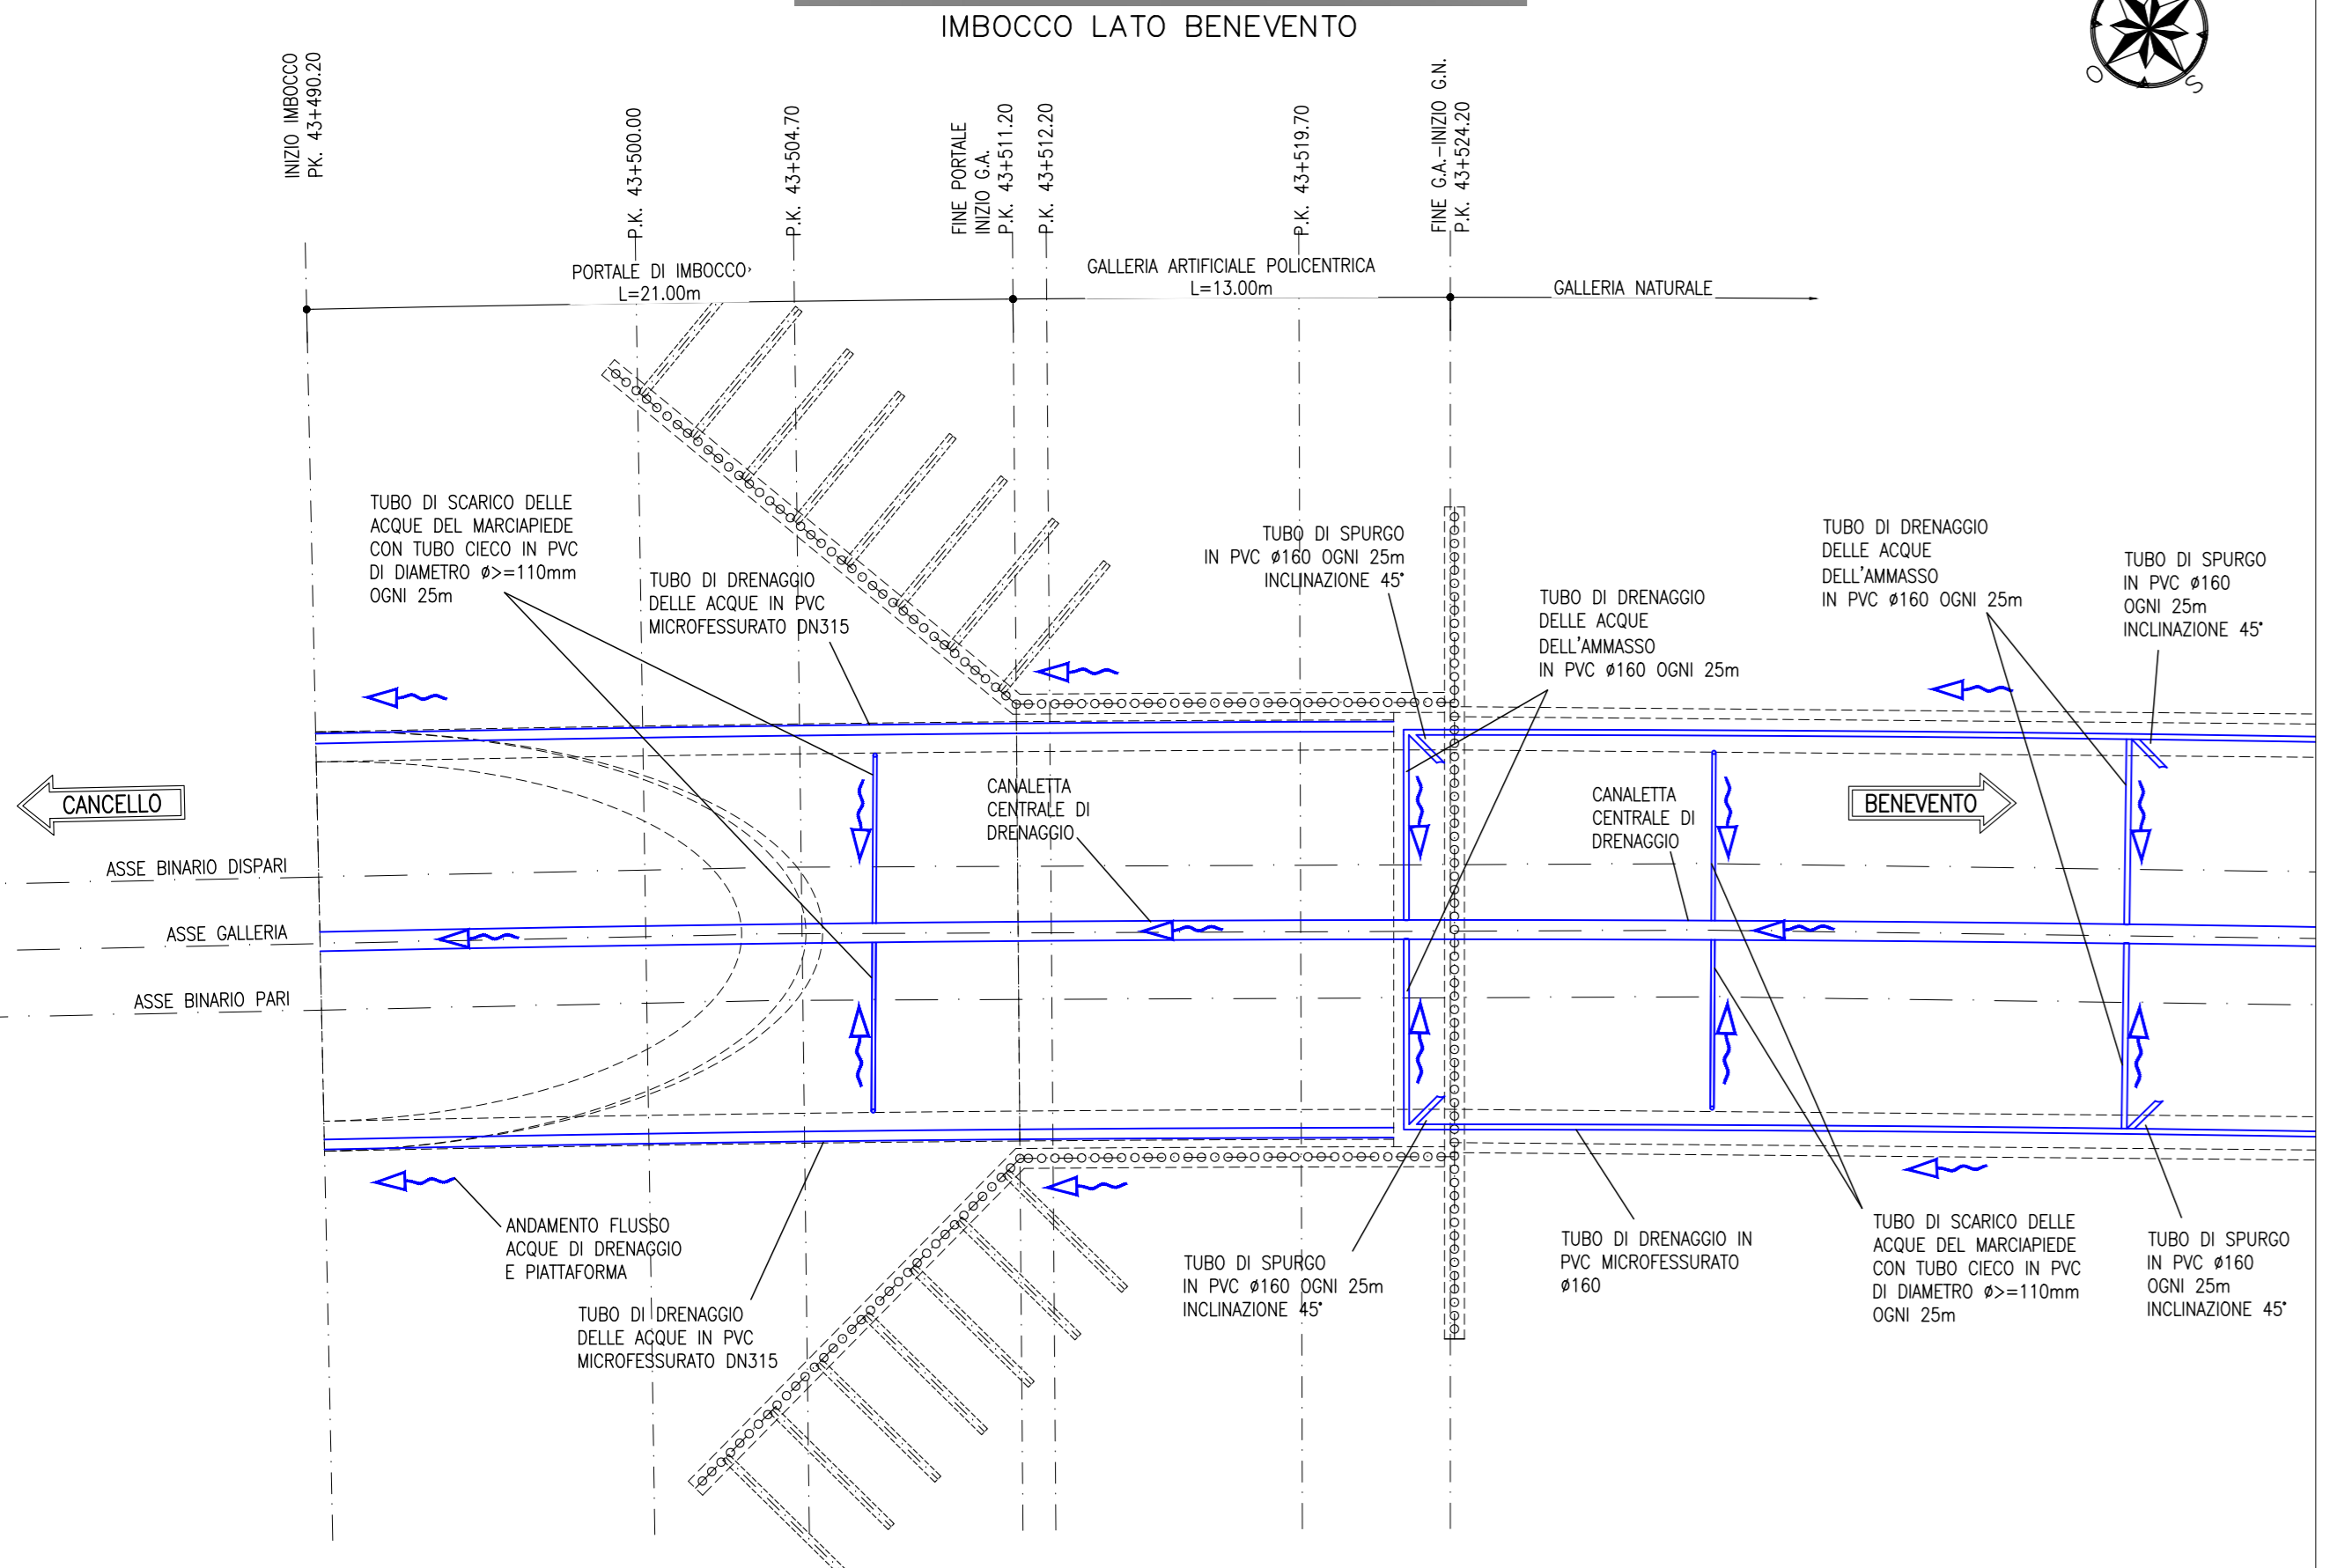 IMBOCCO LATO BENEVENTO
O
S
INIZIO IMBOCCO
PK. 43+490.20
P.K. 43+500.00
P.K. 43+504.70
FINE PORTALE
INIZIO G.A.
P.K. 43+511.20
P.K. 43+512.20
P.K. 43+519.70
FINE G.A.-INIZIO G.N.
P.K. 43+524.20
PORTALE DI IMBOCCO
L=21.00m
GALLERIA ARTIFICIALE POLICENTRICA
L=13.00m
GALLERIA NATURALE
TUBO DI SCARICO DELLE
ACQUE DEL MARCIAPIEDE
CON TUBO CIECO IN PVC
DI DIAMETRO ø>=110mm
OGNI 25m
TUBO DI DRENAGGIO
DELLE ACQUE IN PVC
MICROFESSURATO DN315
TUBO DI SPURGO
IN PVC ø160 OGNI 25m
INCLINAZIONE 45°
TUBO DI DRENAGGIO
DELLE ACQUE
DELL'AMMASSO
IN PVC ø160 OGNI 25m
TUBO DI DRENAGGIO
DELLE ACQUE
DELL'AMMASSO
IN PVC ø160 OGNI 25m
TUBO DI SPURGO
IN PVC ø160
OGNI 25m
INCLINAZIONE 45°
CANCELLO
CANALETTA
CENTRALE DI
DRENAGGIO
CANALETTA
CENTRALE DI
DRENAGGIO
BENEVENTO
ASSE BINARIO DISPARI
ASSE GALLERIA
ASSE BINARIO PARI
ANDAMENTO FLUSSO
ACQUE DI DRENAGGIO
E PIATTAFORMA
TUBO DI DRENAGGIO
DELLE ACQUE IN PVC
MICROFESSURATO DN315
TUBO DI SPURGO
IN PVC ø160 OGNI 25m
INCLINAZIONE 45°
TUBO DI DRENAGGIO IN
PVC MICROFESSURATO
ø160
TUBO DI SCARICO DELLE
ACQUE DEL MARCIAPIEDE
CON TUBO CIECO IN PVC
DI DIAMETRO ø>=110mm
OGNI 25m
TUBO DI SPURGO
IN PVC ø160
OGNI 25m
INCLINAZIONE 45°